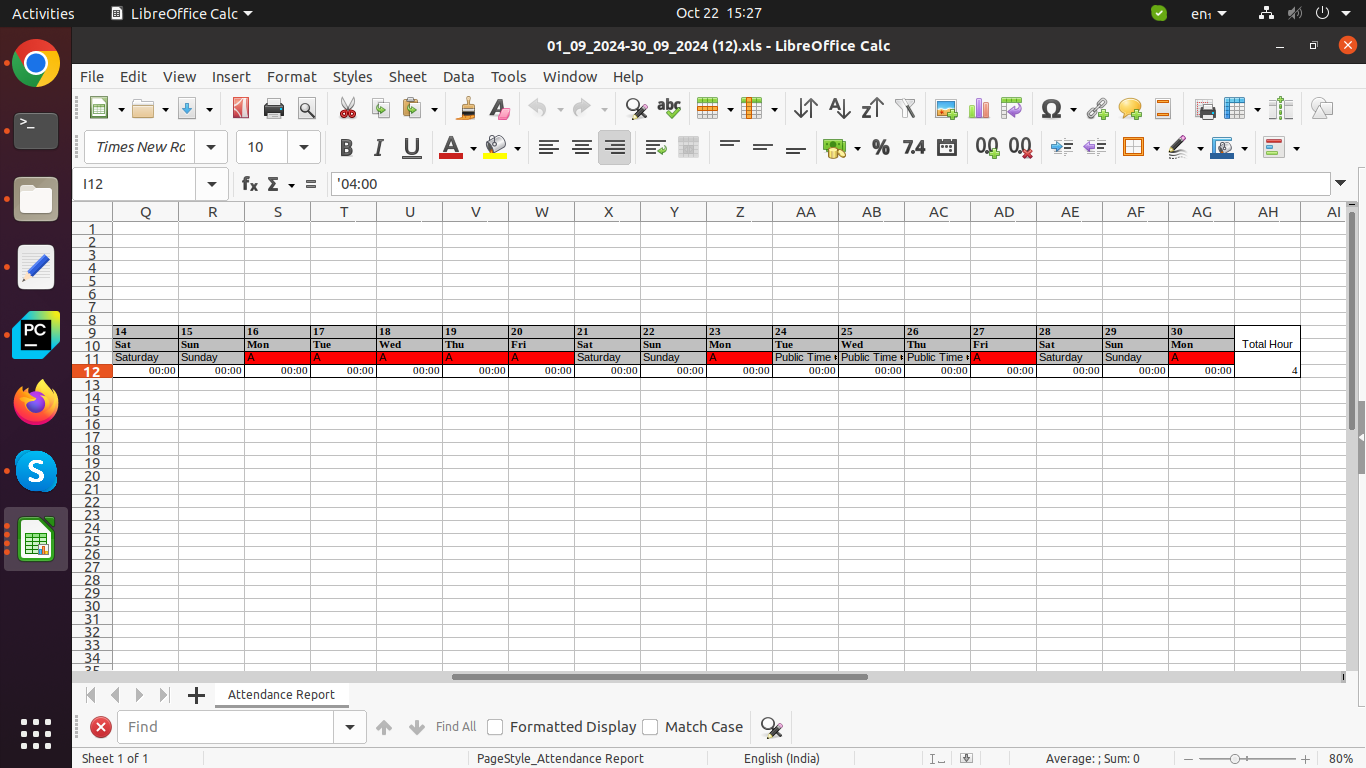 Activities LibreOffice Calc Oct 22 15:27 en₁
01_09_2024-30_09_2024 (12).xls - LibreOffice Calc
File Edit View Insert Format Styles Sheet Data Tools Window Help
Times New Ro 10
I12 '04:00
Q R S T U V W X Y Z AA AB AC AD AE AF AG AH AI
1
2
3
4
5
6
7
8
9 14 15 16 17 18 19 20 21 22 23 24 25 26 27 28 29 30
10 Sat Sun Mon Tue Wed Thu Fri Sat Sun Mon Tue Wed Thu Fri Sat Sun Mon Total Hour
11 Saturday Sunday A A A A A Saturday Sunday A Public Time Public Time Public Time A Saturday Sunday A
12 00:00 00:00 00:00 00:00 00:00 00:00 00:00 00:00 00:00 00:00 00:00 00:00 00:00 00:00 00:00 00:00 00:00 4
13
14
15
16
17
18
19
20
21
22
23
24
25
26
27
28
29
30
31
32
33
34
35
Attendance Report
Find Find All Formatted Display Match Case
Sheet 1 of 1 PageStyle_Attendance Report English (India) Average: ; Sum: 0 80%